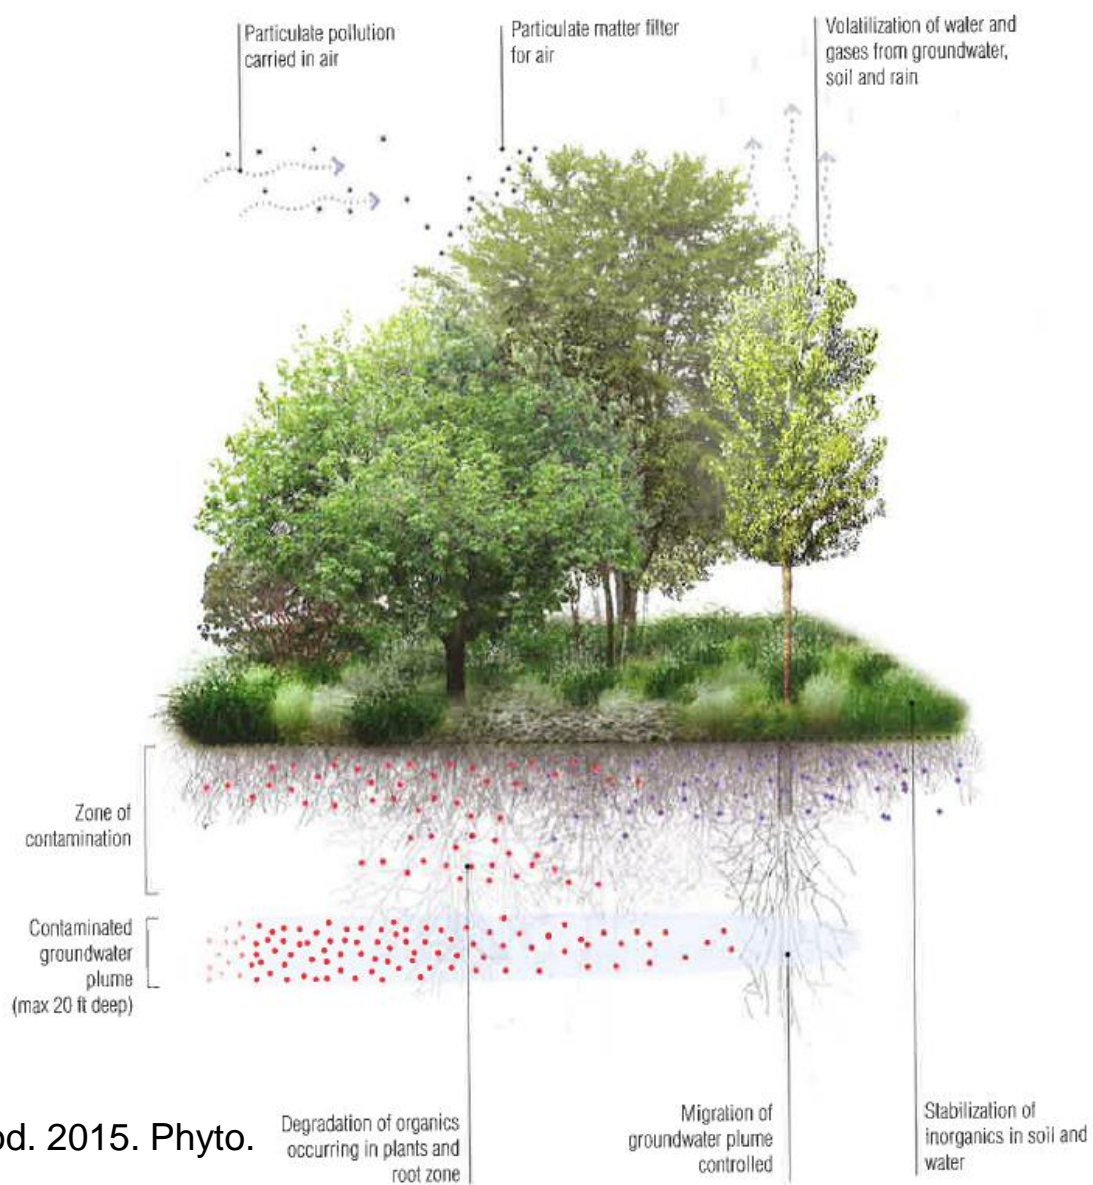 Particulate pollution
carried in air
Particulate matter filter
for air
Volatilization of water and
gases from groundwater,
soil and rain
Zone of
contamination
Contaminated
groundwater
plume
(max 20 ft deep)
od. 2015. Phyto.
Degradation of organics
occurring in plants and
root zone
Migration of
groundwater plume
controlled
Stabilization of
inorganics in soil and
water